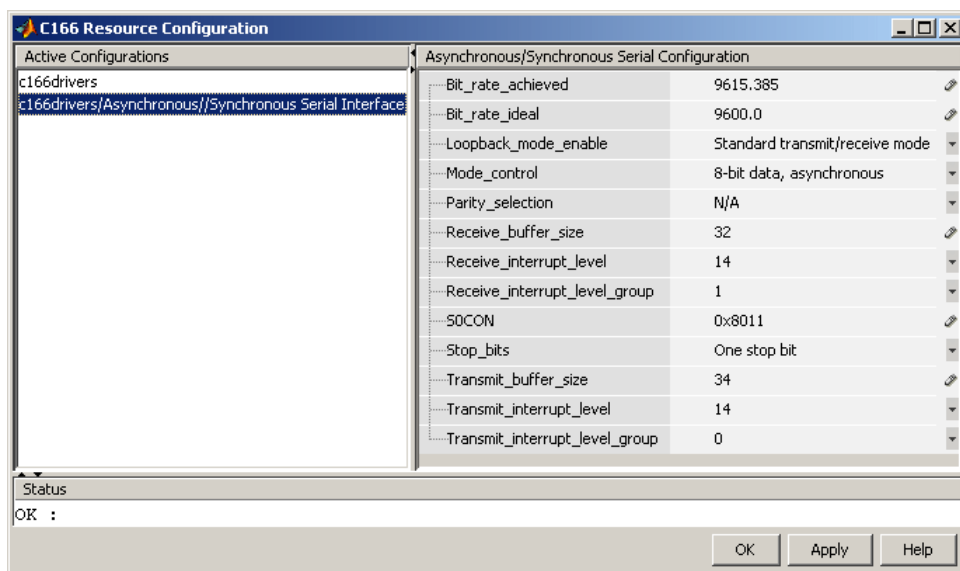 C166 Resource Configuration
Active Configurations
c166drivers
c166drivers/Asynchronous//Synchronous Serial Interface
Asynchronous/Synchronous Serial Configuration
Bit_rate_achieved 9615.385
Bit_rate_ideal 9600.0
Loopback_mode_enable Standard transmit/receive mode
Mode_control 8-bit data, asynchronous
Parity_selection N/A
Receive_buffer_size 32
Receive_interrupt_level 14
Receive_interrupt_level_group 1
S0CON 0x8011
Stop_bits One stop bit
Transmit_buffer_size 34
Transmit_interrupt_level 14
Transmit_interrupt_level_group 0
Status
OK :
OK Apply Help